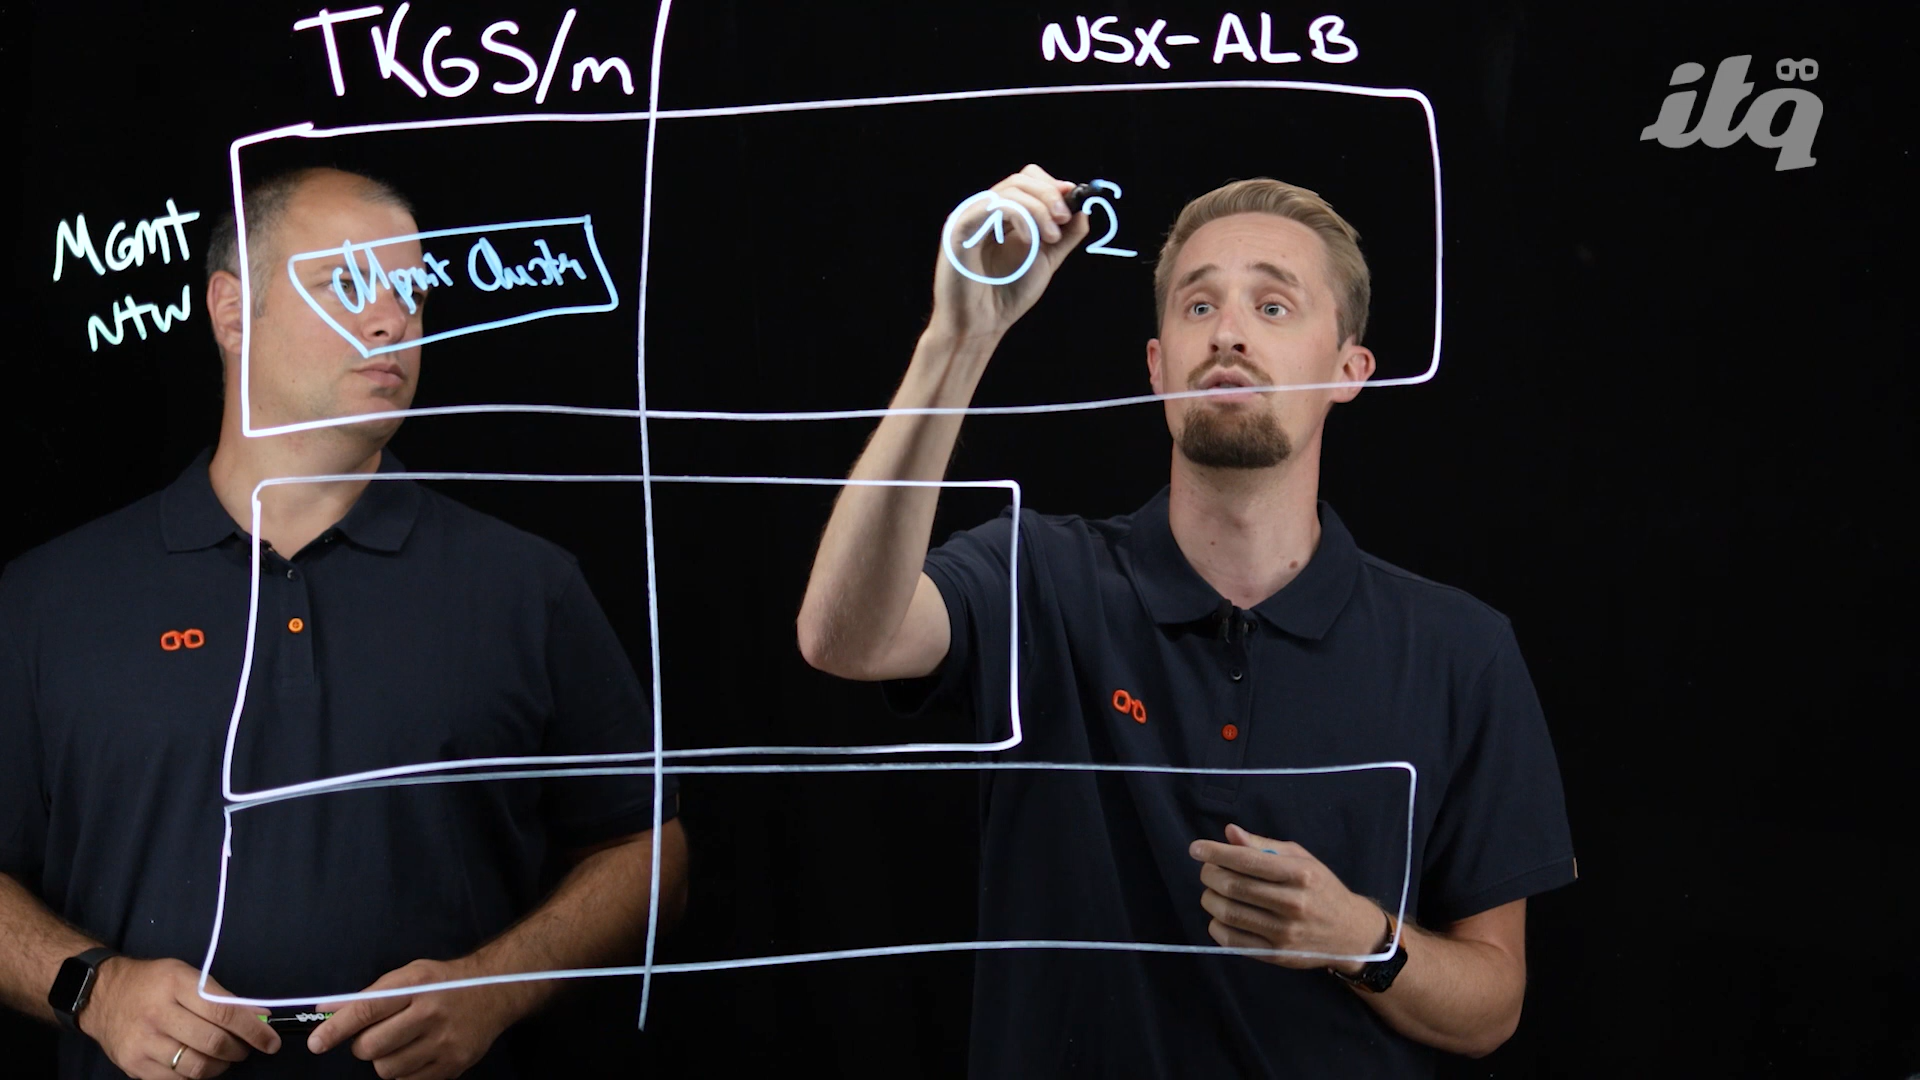 TKGS/m
NSX-ALB
itq
MGMT
NTW
Mgmt Cluster
1 2